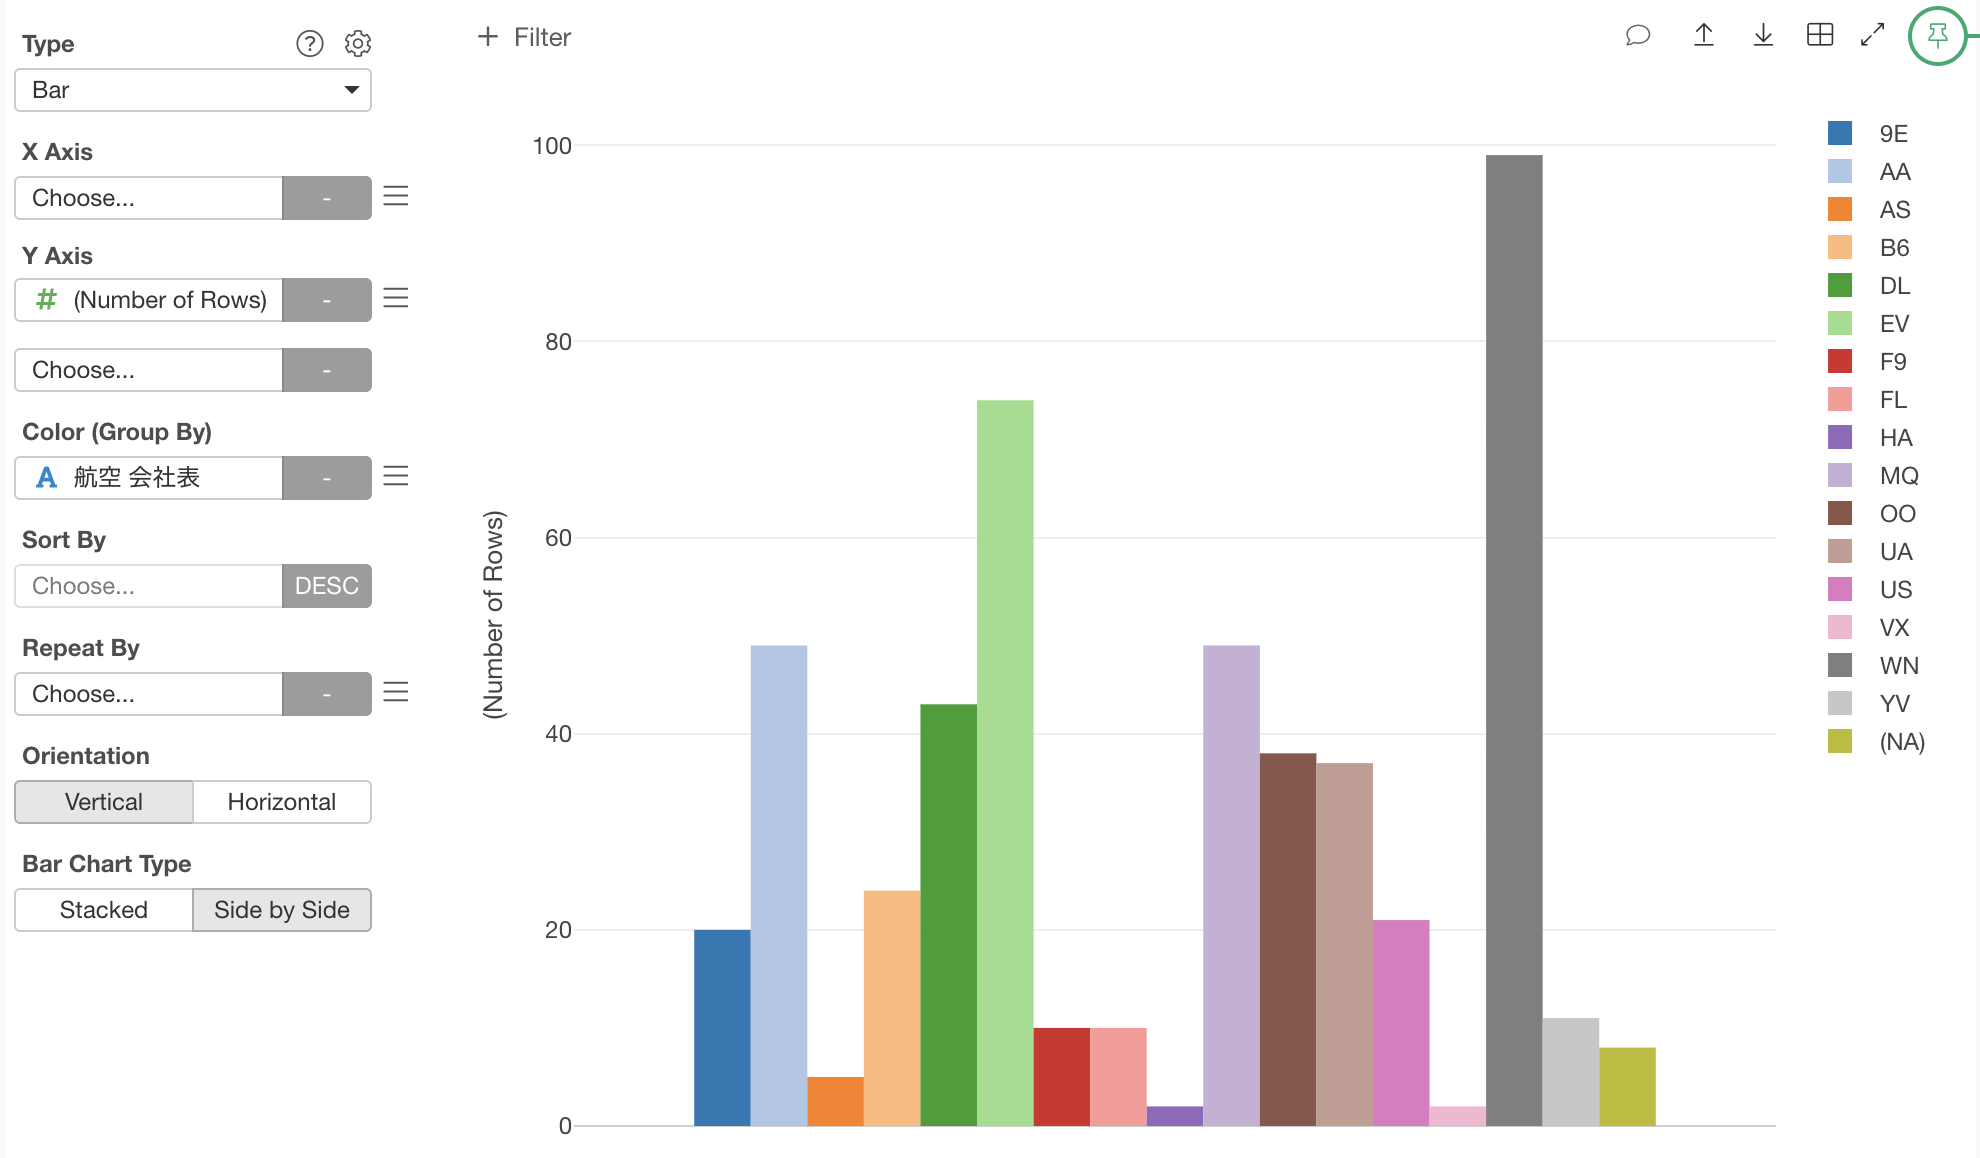 Type
Bar
X Axis
Choose...
-
Y Axis
# (Number of Rows)
-
Choose...
-
Color (Group By)
A 航空 会社表
-
Sort By
Choose...
DESC
Repeat By
Choose...
-
Orientation
Vertical
Horizontal
Bar Chart Type
Stacked
Side by Side
+ Filter
(Number of Rows)
100
80
60
40
20
0
9E
AA
AS
B6
DL
EV
F9
FL
HA
MQ
OO
UA
US
VX
WN
YV
(NA)